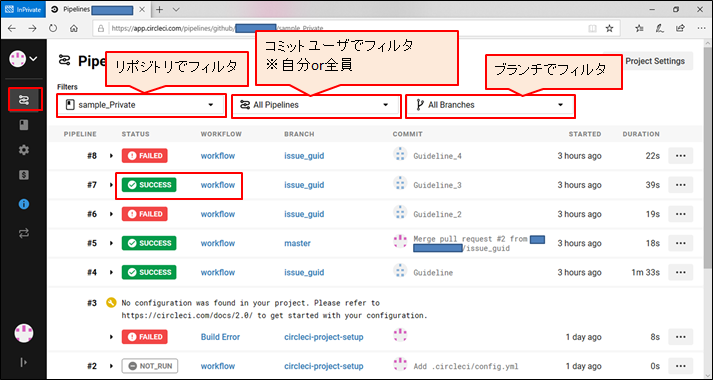 InPrivate
Pipelines
https://app.circleci.com/pipelines/github/ /sample_Private
コミットユーザでフィルタ
※自分or全員
リポジトリでフィルタ
ブランチでフィルタ
Pipe
Project Settings
Filters
sample_Private
All Pipelines
All Branches
PIPELINE STATUS WORKFLOW BRANCH COMMIT STARTED DURATION
#8 FAILED workflow issue_guid Guideline_4 3 hours ago 22s
#7 SUCCESS workflow issue_guid Guideline_3 3 hours ago 39s
#6 FAILED workflow issue_guid Guideline_2 3 hours ago 19s
#5 SUCCESS workflow master Merge pull request #2 from /issue_guid 3 hours ago 18s
#4 SUCCESS workflow issue_guid Guideline 3 hours ago 1m 33s
#3 No configuration was found in your project. Please refer to
https://circleci.com/docs/2.0/ to get started with your configuration.
FAILED Build Error circleci-project-setup 1 day ago 8s
#2 NOT_RUN workflow circleci-project-setup Add .circleci/config.yml 1 day ago 0s